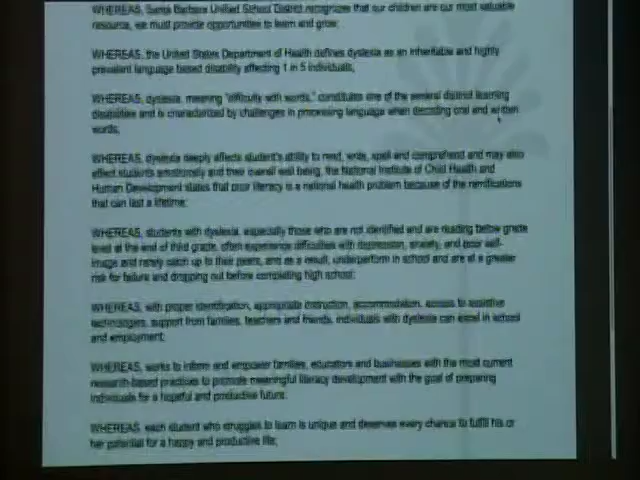 WHEREAS, Santa Barbara Unified School District recognizes that our children are our most valuable
resource, we must provide opportunities to learn and grow;
WHEREAS, the United States Department of Health defines dyslexia as an inheritable and highly
prevalent language based disability affecting 1 in 5 individuals;
WHEREAS, dyslexia, meaning "difficulty with words," constitutes one of the several distinct learning
disabilities and is characterized by challenges in processing language when decoding oral and written
words;
WHEREAS, dyslexia deeply affects student's ability to read, write, spell and comprehend and may also
effect students emotionally and their overall well being, the National Institute of Child Health and
Human Development states that poor literacy is a national health problem because of the ramifications
that can last a lifetime;
WHEREAS, students with dyslexia, especially those who are not identified and are reading below grade
level at the end of third grade, often experience difficulties with depression, anxiety, and poor self-
image and rarely catch up to their peers, and as a result, underperform in school and are at a greater
risk for failure and dropping out before completing high school;
WHEREAS, with proper identification, appropriate instruction, accommodation, access to assistive
technologies, support from families, teachers and friends, individuals with dyslexia can excel in school
and employment;
WHEREAS, works to inform and empower families, educators and businesses with the most current
research-based practices to promote meaningful literacy development with the goal of preparing
individuals for a hopeful and productive future.
WHEREAS, each student who struggles to learn is unique and deserves every chance to fulfill his or
her potential for a happy and productive life;